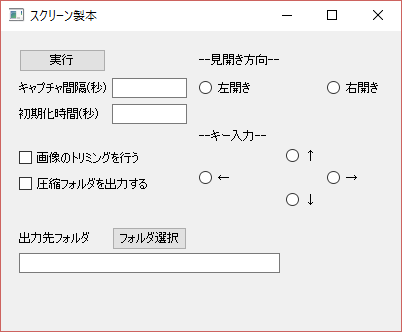 スクリーン製本
実行
--見開き方向--
キャプチャ間隔(秒)
左開き
右開き
初期化時間(秒)
--キー入力--
画像のトリミングを行う
↑
←
→
圧縮フォルダを出力する
↓
出力先フォルダ
フォルダ選択